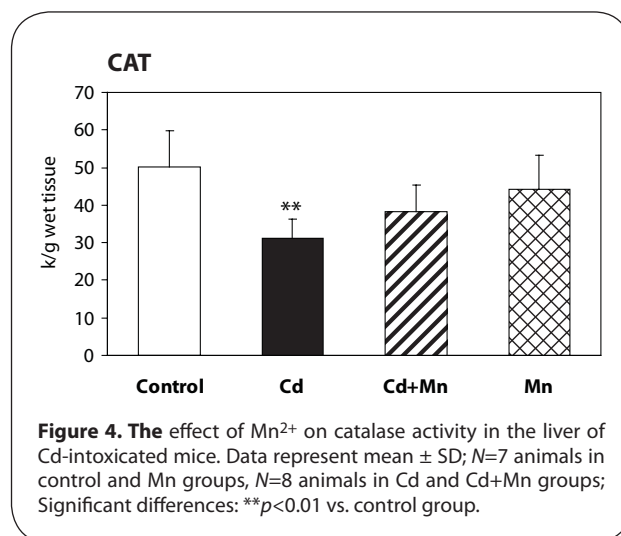 CAT
70
60
50
40
30
20
10
0
k/g wet tissue
**
Control Cd Cd+Mn Mn
Figure 4. The effect of Mn²⁺ on catalase activity in the liver of
Cd-intoxicated mice. Data represent mean ± SD; N=7 animals in
control and Mn groups, N=8 animals in Cd and Cd+Mn groups;
Significant differences: **p<0.01 vs. control group.